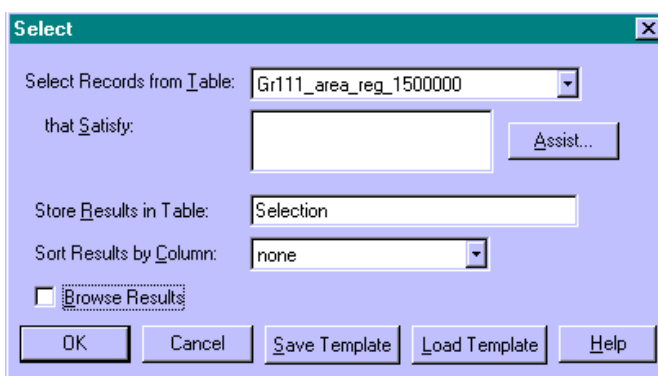 Select
Select Records from Table: Gr111_area_reg_1500000
that Satisfy:
Assist...
Store Results in Table: Selection
Sort Results by Column: none
Browse Results
OK Cancel Save Template Load Template Help